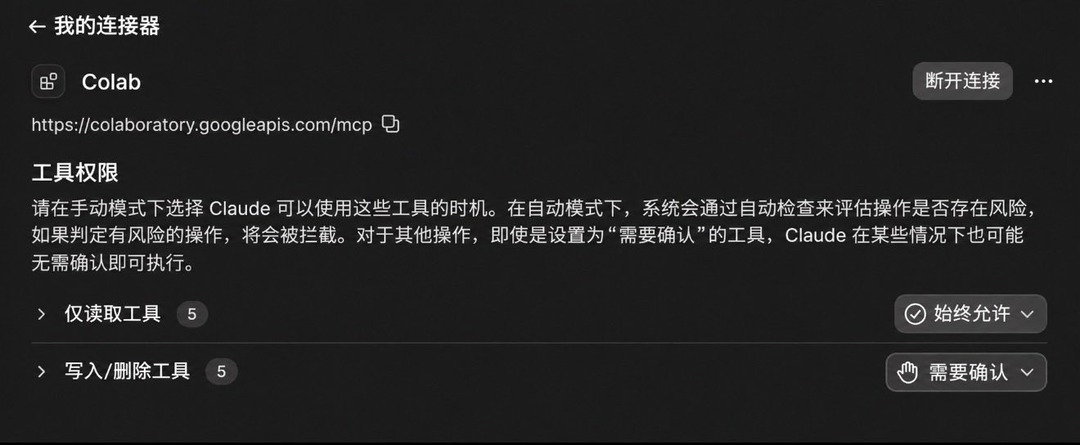 我的连接器
Colab
断开连接
https://colaboratory.googleapis.com/mcp
工具权限
请在手动模式下选择 Claude 可以使用这些工具的时机。在自动模式下，系统会通过自动检查来评估操作是否存在风险，
如果判定有风险的操作，将会被拦截。对于其他操作，即使是设置为“需要确认”的工具，Claude 在某些情况下也可能
无需确认即可执行。
仅读取工具 5 始终允许
写入/删除工具 5 需要确认